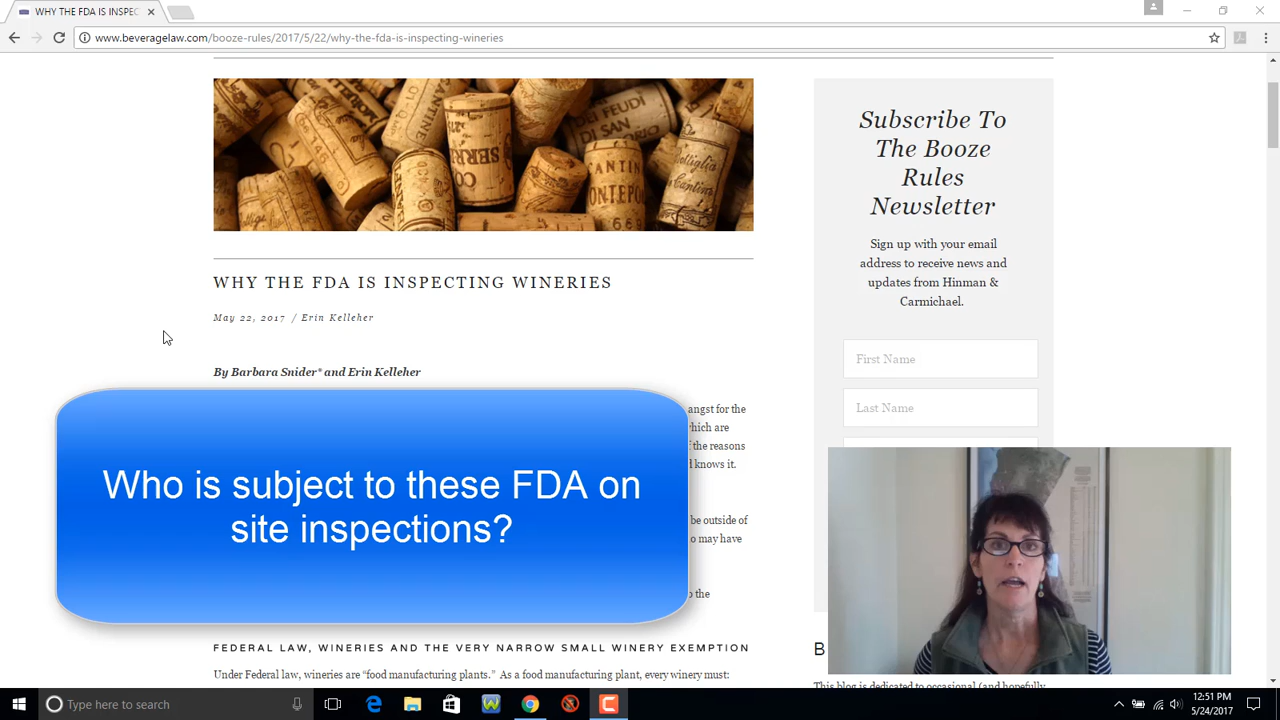 WHY THE FDA IS INSPEC
www.beveragelaw.com/booze-rules/2017/5/22/why-the-fda-is-inspecting-wineries
WHY THE FDA IS INSPECTING WINERIES
May 22, 2017 / Erin Kelleher
By Barbara Snider* and Erin Kelleher
angst for the
which are
f the reasons
d knows it.
be outside of
o may have
p the
Who is subject to these FDA on
site inspections?
FEDERAL LAW, WINERIES AND THE VERY NARROW SMALL WINERY EXEMPTION
Under Federal law, wineries are “food manufacturing plants.” As a food manufacturing plant, every winery must:
Subscribe To
The Booze
Rules
Newsletter
Sign up with your email
address to receive news and
updates from Hinman &
Carmichael.
First Name
Last Name
B
This blog is dedicated to occasional (and hopefully
Type here to search
12:51 PM
5/24/2017